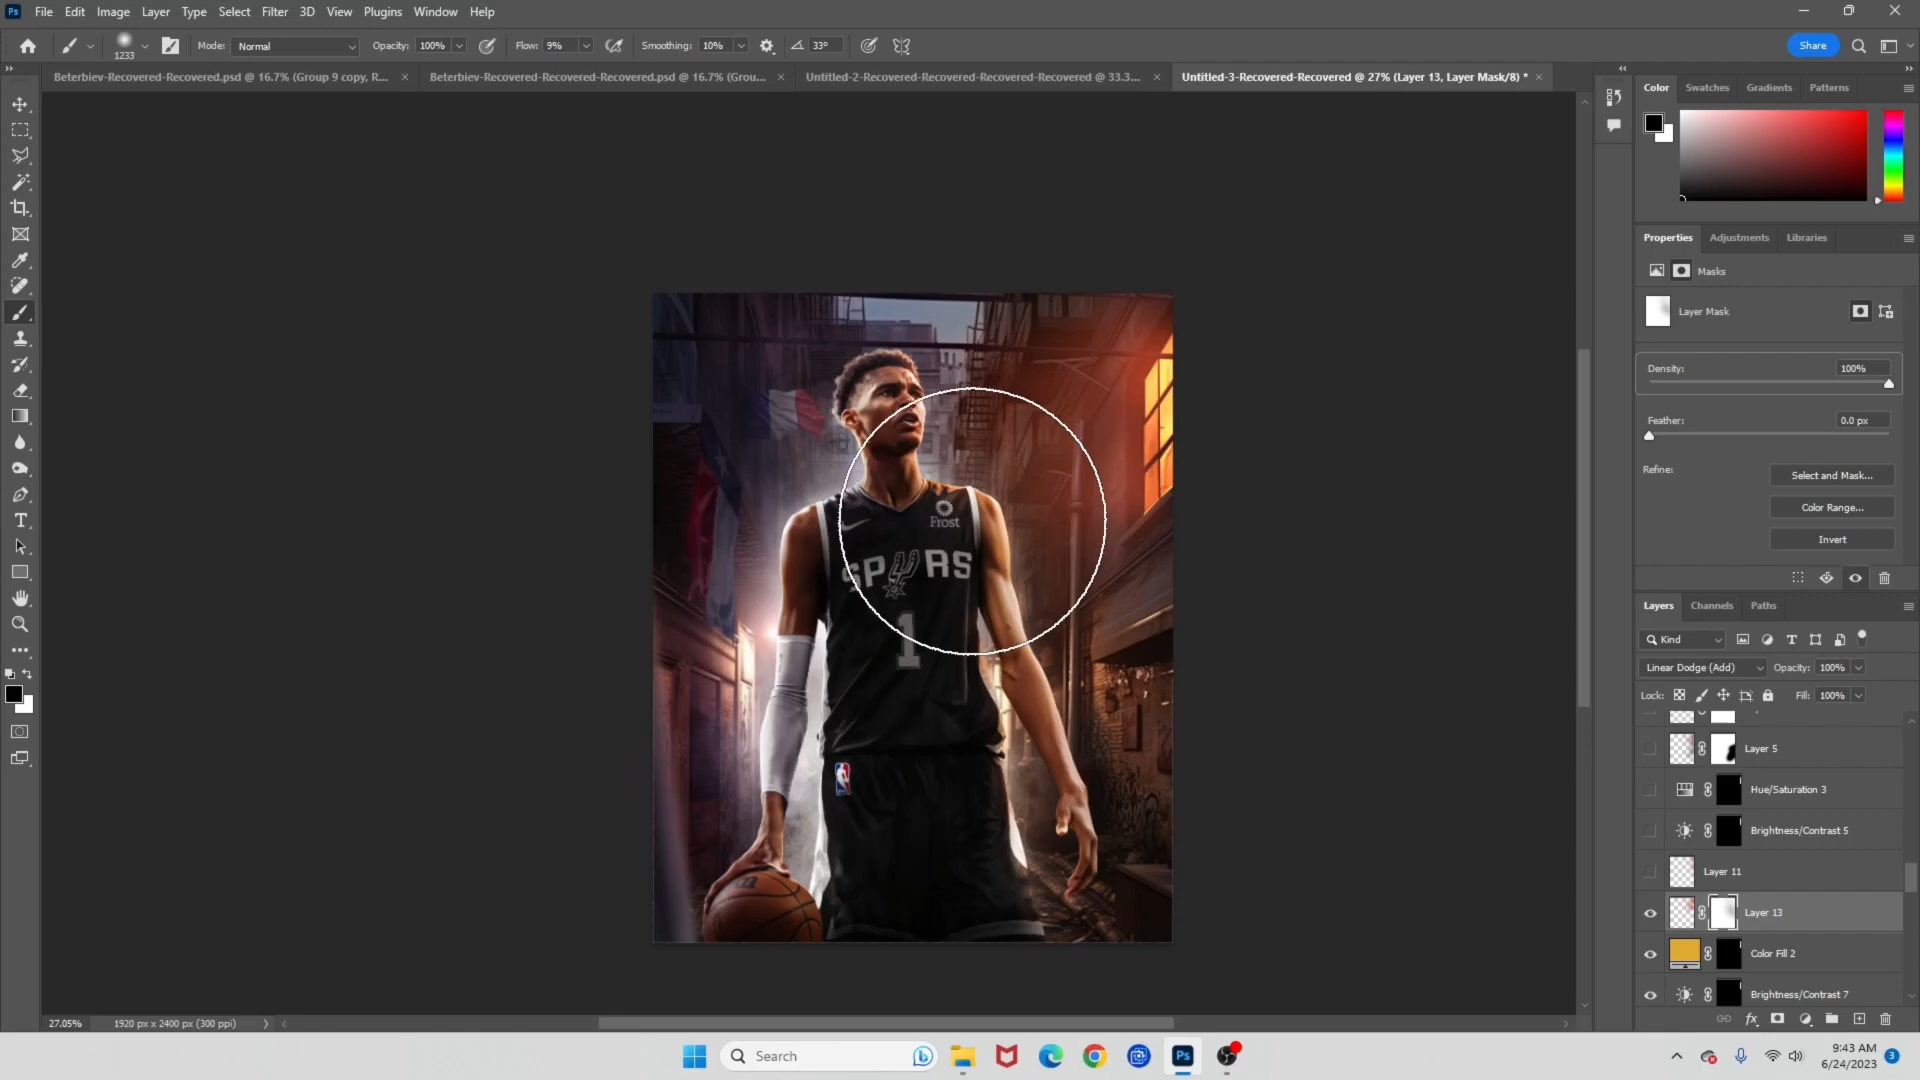 Ps File Edit Image Layer Type Select Filter 3D View Plugins Window Help
1233 Mode: Normal Opacity: 100% Flow: 9% Smoothing: 10% 33° Share
Beterbiev-Recovered-Recovered.psd @ 16.7% (Group 9 copy, R...
Beterbiev-Recovered-Recovered-Recovered.psd @ 16.7% (Grou...
Untitled-2-Recovered-Recovered-Recovered-Recovered @ 33.3...
Untitled-3-Recovered-Recovered @ 27% (Layer 13, Layer Mask/8) *
Color Swatches Gradients Patterns
Properties Adjustments Libraries
Masks
Layer Mask
Density: 100%
Feather: 0.0 px
Refine:
Select and Mask...
Color Range...
Invert
Frost
SPURS
1
Layers Channels Paths
Kind
Linear Dodge (Add) Opacity: 100%
Lock: Fill: 100%
Layer 5
Hue/Saturation 3
Brightness/Contrast 5
Layer 11
Layer 13
Color Fill 2
Brightness/Contrast 7
27.05% 1920 px x 2400 px (300 ppi)
Search
Ps
9:43 AM
6/24/2023
3